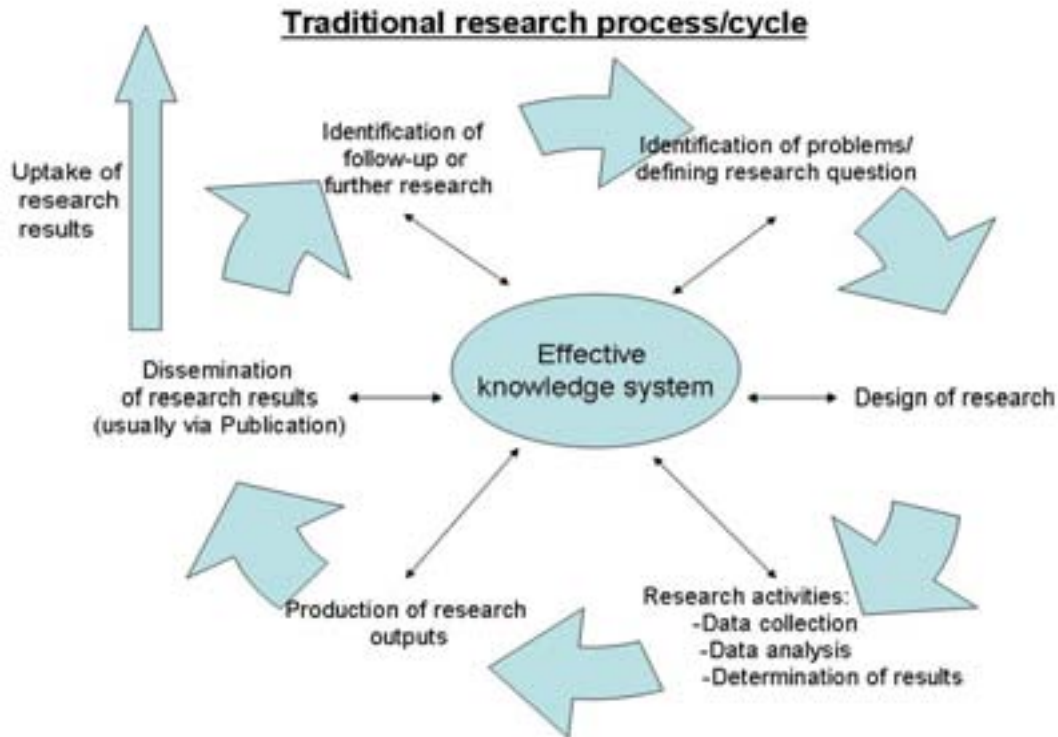 Traditional research process/cycle
Uptake of
research
results
Identification of
follow-up or
further research
Identification of problems/
defining research question
Effective
knowledge system
Dissemination
of research results
(usually via Publication)
Design of research
Production of research
outputs
Research activities:
-Data collection
-Data analysis
-Determination of results